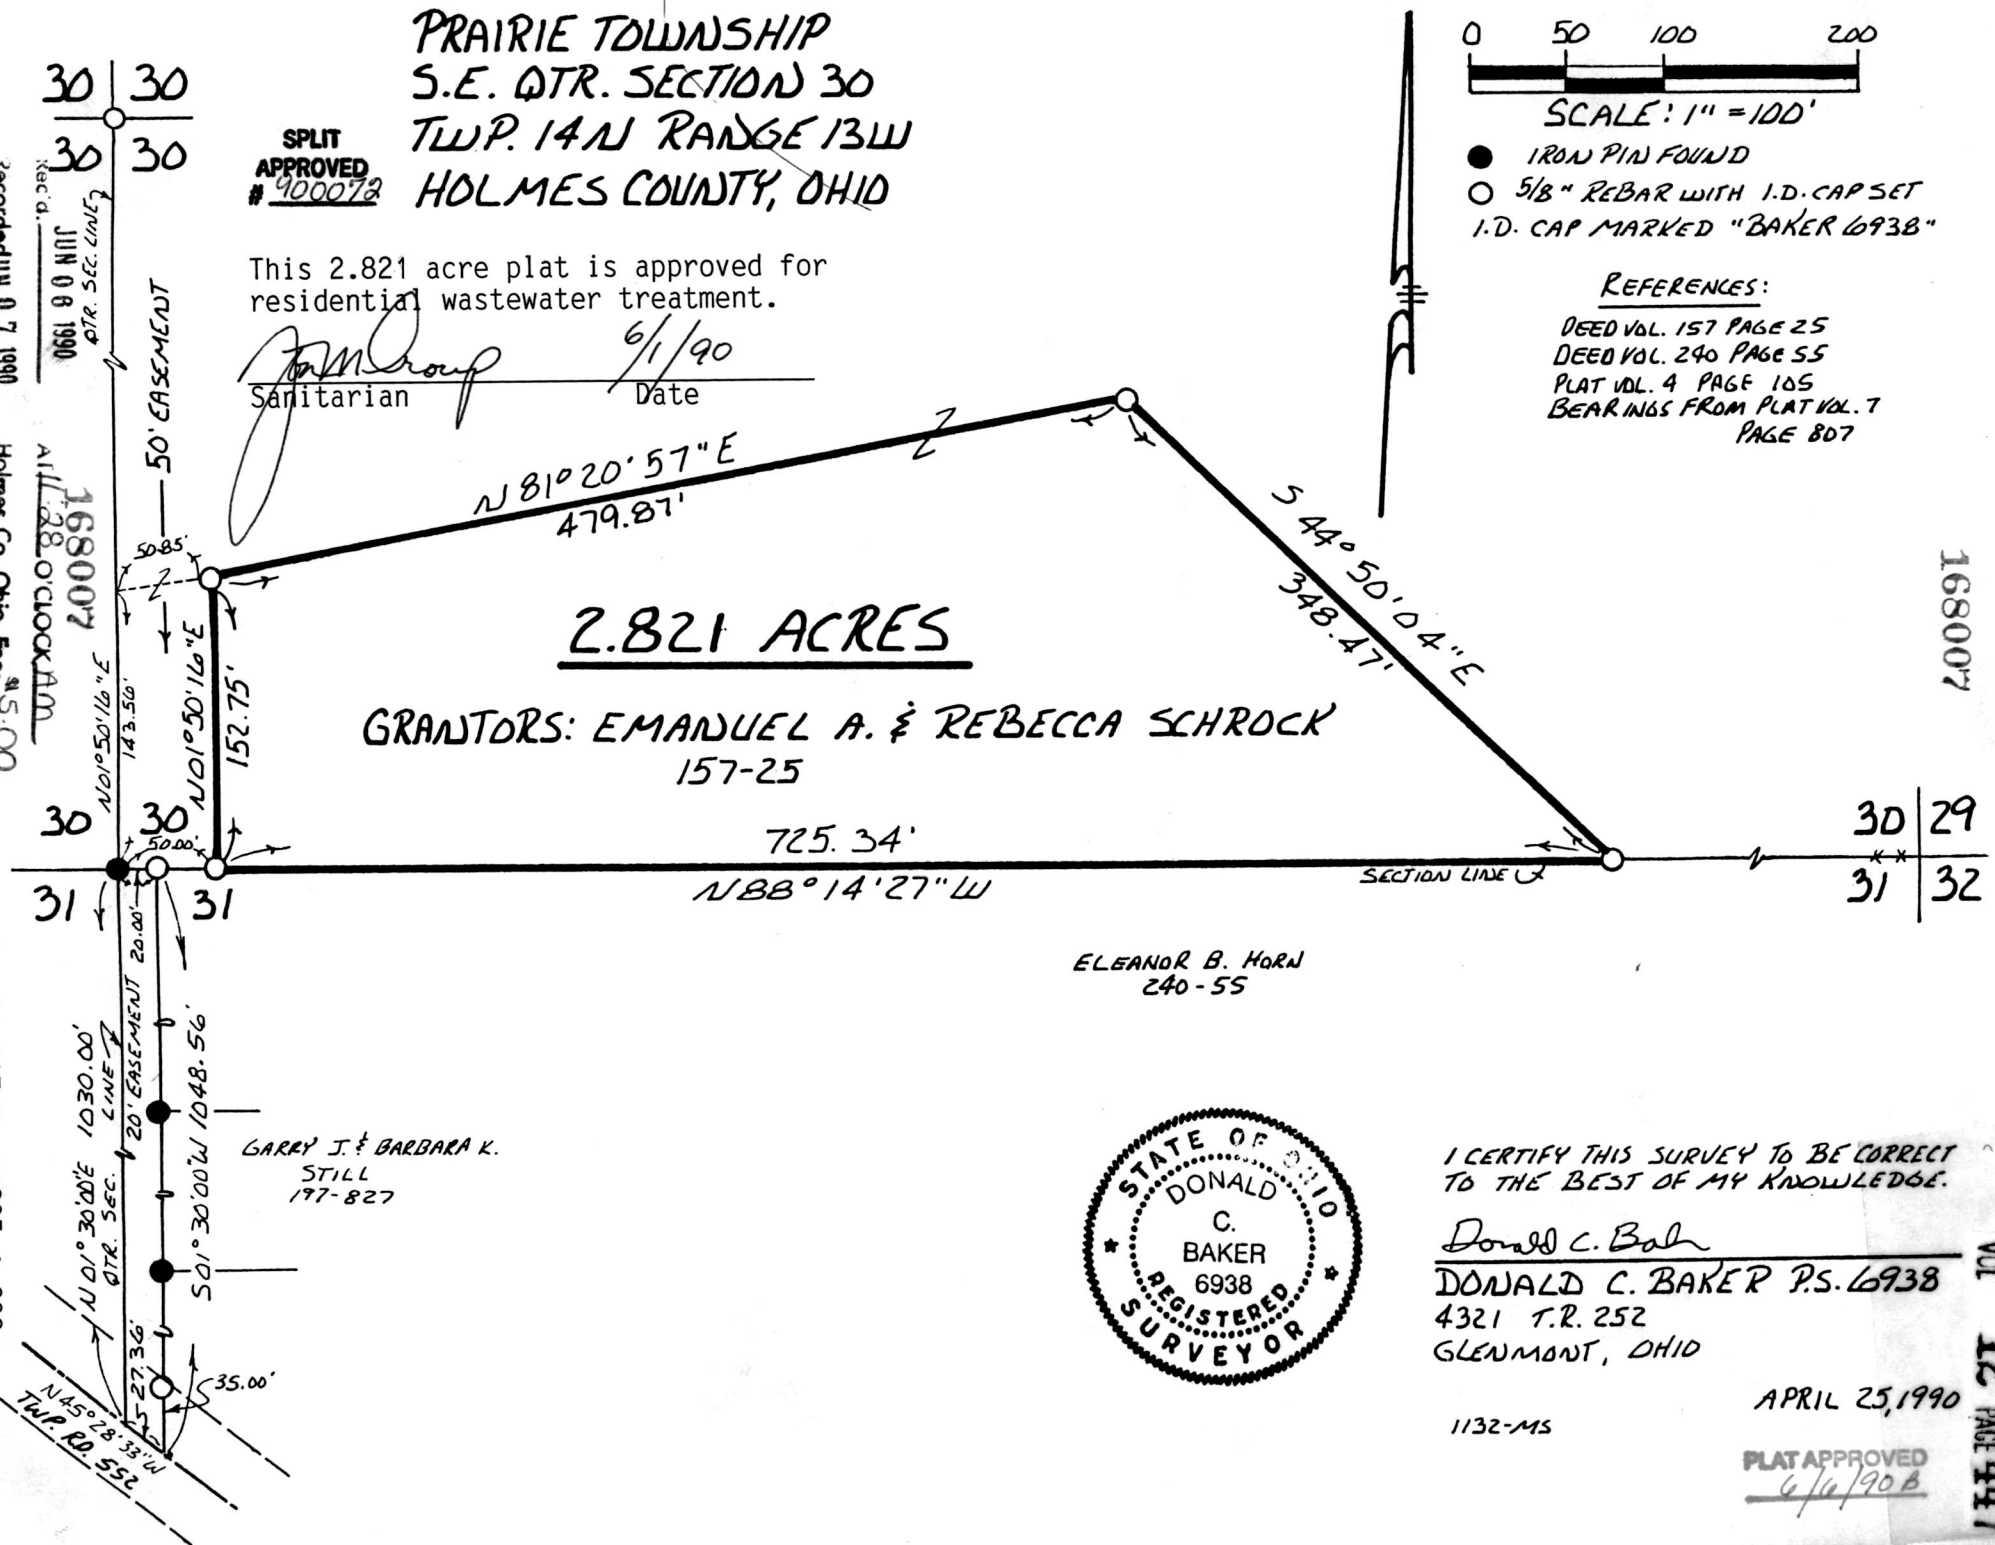 PRAIRIE TOWNSHIP
S.E. QTR. SECTION 30
TWP. 14N RANGE 13W
HOLMES COUNTY, OHIO
SPLIT
APPROVED
# 900072
This 2.821 acre plat is approved for
residential wastewater treatment.
6/1/90
Sanitarian Date
0 50 100 200
SCALE: 1" = 100'
IRON PIN FOUND
5/8" REBAR WITH I.D. CAP SET
I.D. CAP MARKED "BAKER 6938"
REFERENCES:
DEED VOL. 157 PAGE 25
DEED VOL. 240 PAGE 55
PLAT VOL. 4 PAGE 105
BEARINGS FROM PLAT VOL. 7
PAGE 807
30 30
30 30
QTR. SEC. LINE
Rec'd. JUN 06 1990
At 11:28 O'CLOCK AM
168007
50' EASEMENT
50.85'
N01°50'16"E
143.56'
N01°50'16"E
152.75'
N 81° 20' 57" E
479.87'
S 44° 50' 04" E
348.47'
2.821 ACRES
GRANTORS: EMANUEL A. & REBECCA SCHROCK
157-25
725.34'
N88°14'27"W
SECTION LINE
168007
30 30
50.00'
31 31
30 29
31 32
20.00'
20' EASEMENT
N 01° 30' 00" E 1030.00'
QTR. SEC. LINE
S01°30'00"W 1048.56'
ELEANOR B. HORN
240-55
GARRY J. & BARBARA K.
STILL
197-827
27.36'
35.00'
N45°28'33"W
TWP. RD. 552
STATE OF OHIO
DONALD
C.
BAKER
6938
REGISTERED
SURVEYOR
I CERTIFY THIS SURVEY TO BE CORRECT
TO THE BEST OF MY KNOWLEDGE.
Donald C. Baker
DONALD C. BAKER P.S. 6938
4321 T.R. 252
GLENMONT, OHIO
APRIL 25, 1990
1132-MS
PLAT APPROVED
6/6/90 B
VOL 12 PAGE